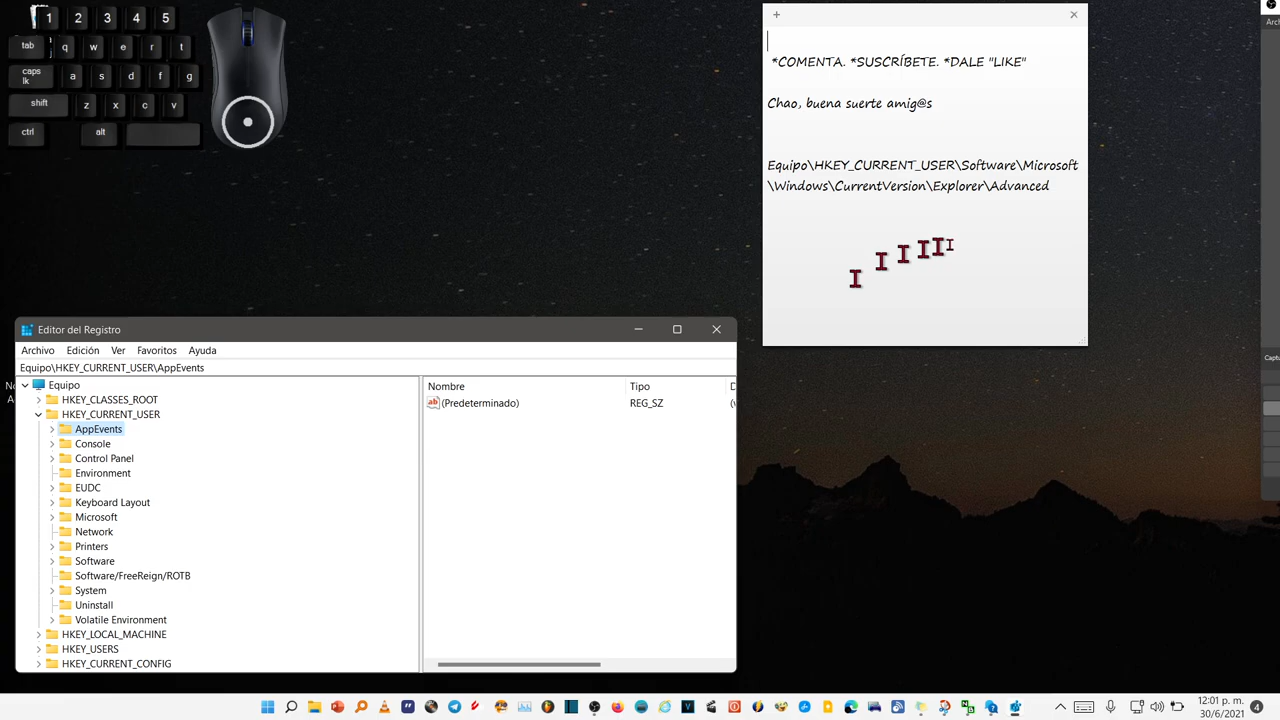 1 2 3 4 5
tab q w e r t
caps lk a s d f g
shift z x c v
ctrl alt
*COMENTA. *SUSCRÍBETE. *DALE "LIKE"
Chao, buena suerte amig@s
Equipo\HKEY_CURRENT_USER\Software\Microsoft
\Windows\CurrentVersion\Explorer\Advanced
Editor del Registro
Archivo Edición Ver Favoritos Ayuda
Equipo\HKEY_CURRENT_USER\AppEvents
Equipo
HKEY_CLASSES_ROOT
HKEY_CURRENT_USER
AppEvents
Console
Control Panel
Environment
EUDC
Keyboard Layout
Microsoft
Network
Printers
Software
Software/FreeReign/ROTB
System
Uninstall
Volatile Environment
HKEY_LOCAL_MACHINE
HKEY_USERS
HKEY_CURRENT_CONFIG
Nombre Tipo
ab (Predeterminado) REG_SZ
12:01 p. m.
30/6/2021
4